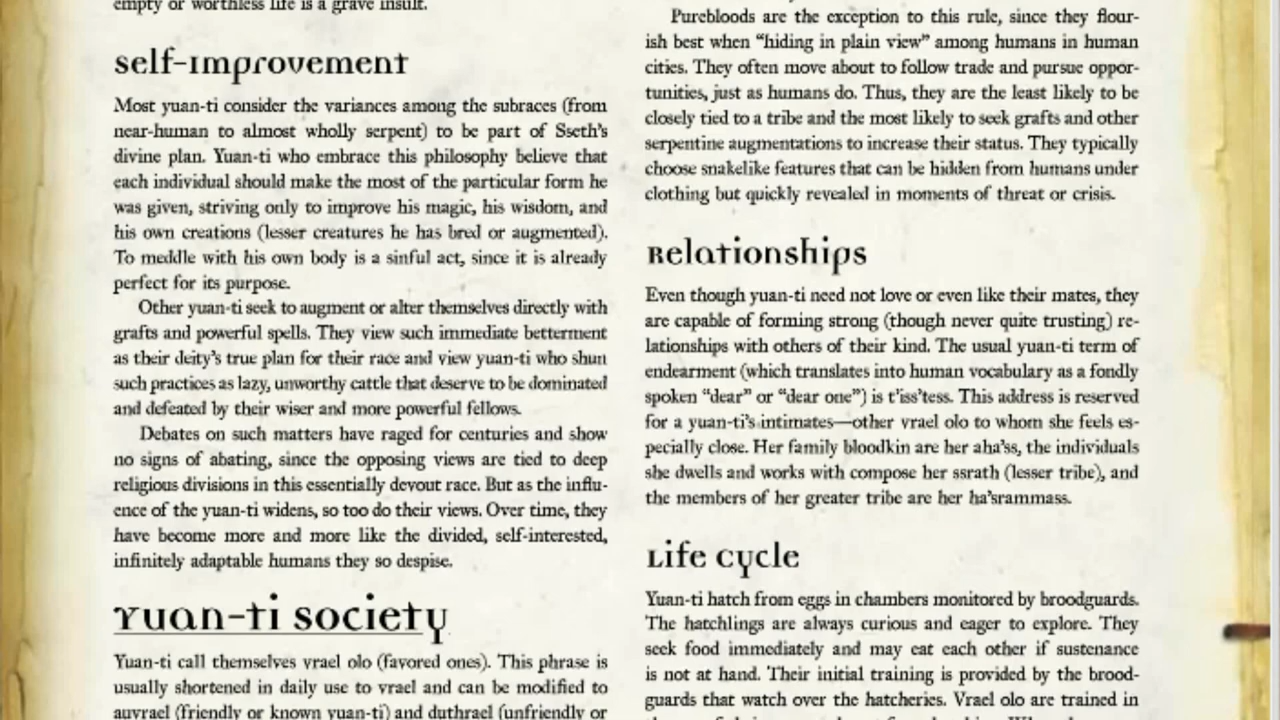 empty or worthless life is a grave insult.
Self-Improvement
Most yuan-ti consider the variances among the subraces (from
near-human to almost wholly serpent) to be part of Sseth's
divine plan. Yuan-ti who embrace this philosophy believe that
each individual should make the most of the particular form he
was given, striving only to improve his magic, his wisdom, and
his own creations (lesser creatures he has bred or augmented).
To meddle with his own body is a sinful act, since it is already
perfect for its purpose.
Other yuan-ti seek to augment or alter themselves directly with
grafts and powerful spells. They view such immediate betterment
as their deity's true plan for their race and view yuan-ti who shun
such practices as lazy, unworthy cattle that deserve to be dominated
and defeated by their wiser and more powerful fellows.
Debates on such matters have raged for centuries and show
no signs of abating, since the opposing views are tied to deep
religious divisions in this essentially devout race. But as the influ-
ence of the yuan-ti widens, so too do their views. Over time, they
have become more and more like the divided, self-interested,
infinitely adaptable humans they so despise.
Yuan-ti Society
Yuan-ti call themselves vrael olo (favored ones). This phrase is
usually shortened in daily use to vrael and can be modified to
auvrael (friendly or known yuan-ti) and duthrael (unfriendly or
Purebloods are the exception to this rule, since they flour-
ish best when “hiding in plain view” among humans in human
cities. They often move about to follow trade and pursue oppor-
tunities, just as humans do. Thus, they are the least likely to be
closely tied to a tribe and the most likely to seek grafts and other
serpentine augmentations to increase their status. They typically
choose snakelike features that can be hidden from humans under
clothing but quickly revealed in moments of threat or crisis.
Relationships
Even though yuan-ti need not love or even like their mates, they
are capable of forming strong (though never quite trusting) re-
lationships with others of their kind. The usual yuan-ti term of
endearment (which translates into human vocabulary as a fondly
spoken “dear” or “dear one”) is t'iss'tess. This address is reserved
for a yuan-ti's intimates—other vrael olo to whom she feels es-
pecially close. Her family bloodkin are her aha'ss, the individuals
she dwells and works with compose her ssrath (lesser tribe), and
the members of her greater tribe are her ha'srammass.
Life Cycle
Yuan-ti hatch from eggs in chambers monitored by broodguards.
The hatchlings are always curious and eager to explore. They
seek food immediately and may eat each other if sustenance
is not at hand. Their initial training is provided by the brood-
guards that watch over the hatcheries. Vrael olo are trained in